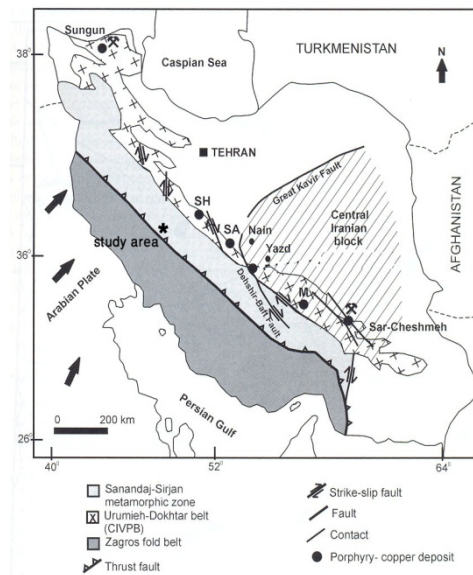 Sungun
38°
Caspian Sea
TURKMENISTAN
N
TEHRAN
Great Kavir Fault
SH
SA
Nain
Central
Iranian
block
study area
Yazd
36°
AFGHANISTAN
Dehshir-Baft Fault
M
Sar-Cheshmeh
Arabian Plate
Persian Gulf
0 200 km
26°
40° 52° 64°
Sanandaj-Sirjan
metamorphic zone
Urumieh-Dokhtar belt
(CIVPB)
Zagros fold belt
Thrust fault
Strike-slip fault
Fault
Contact
Porphyry- copper deposit